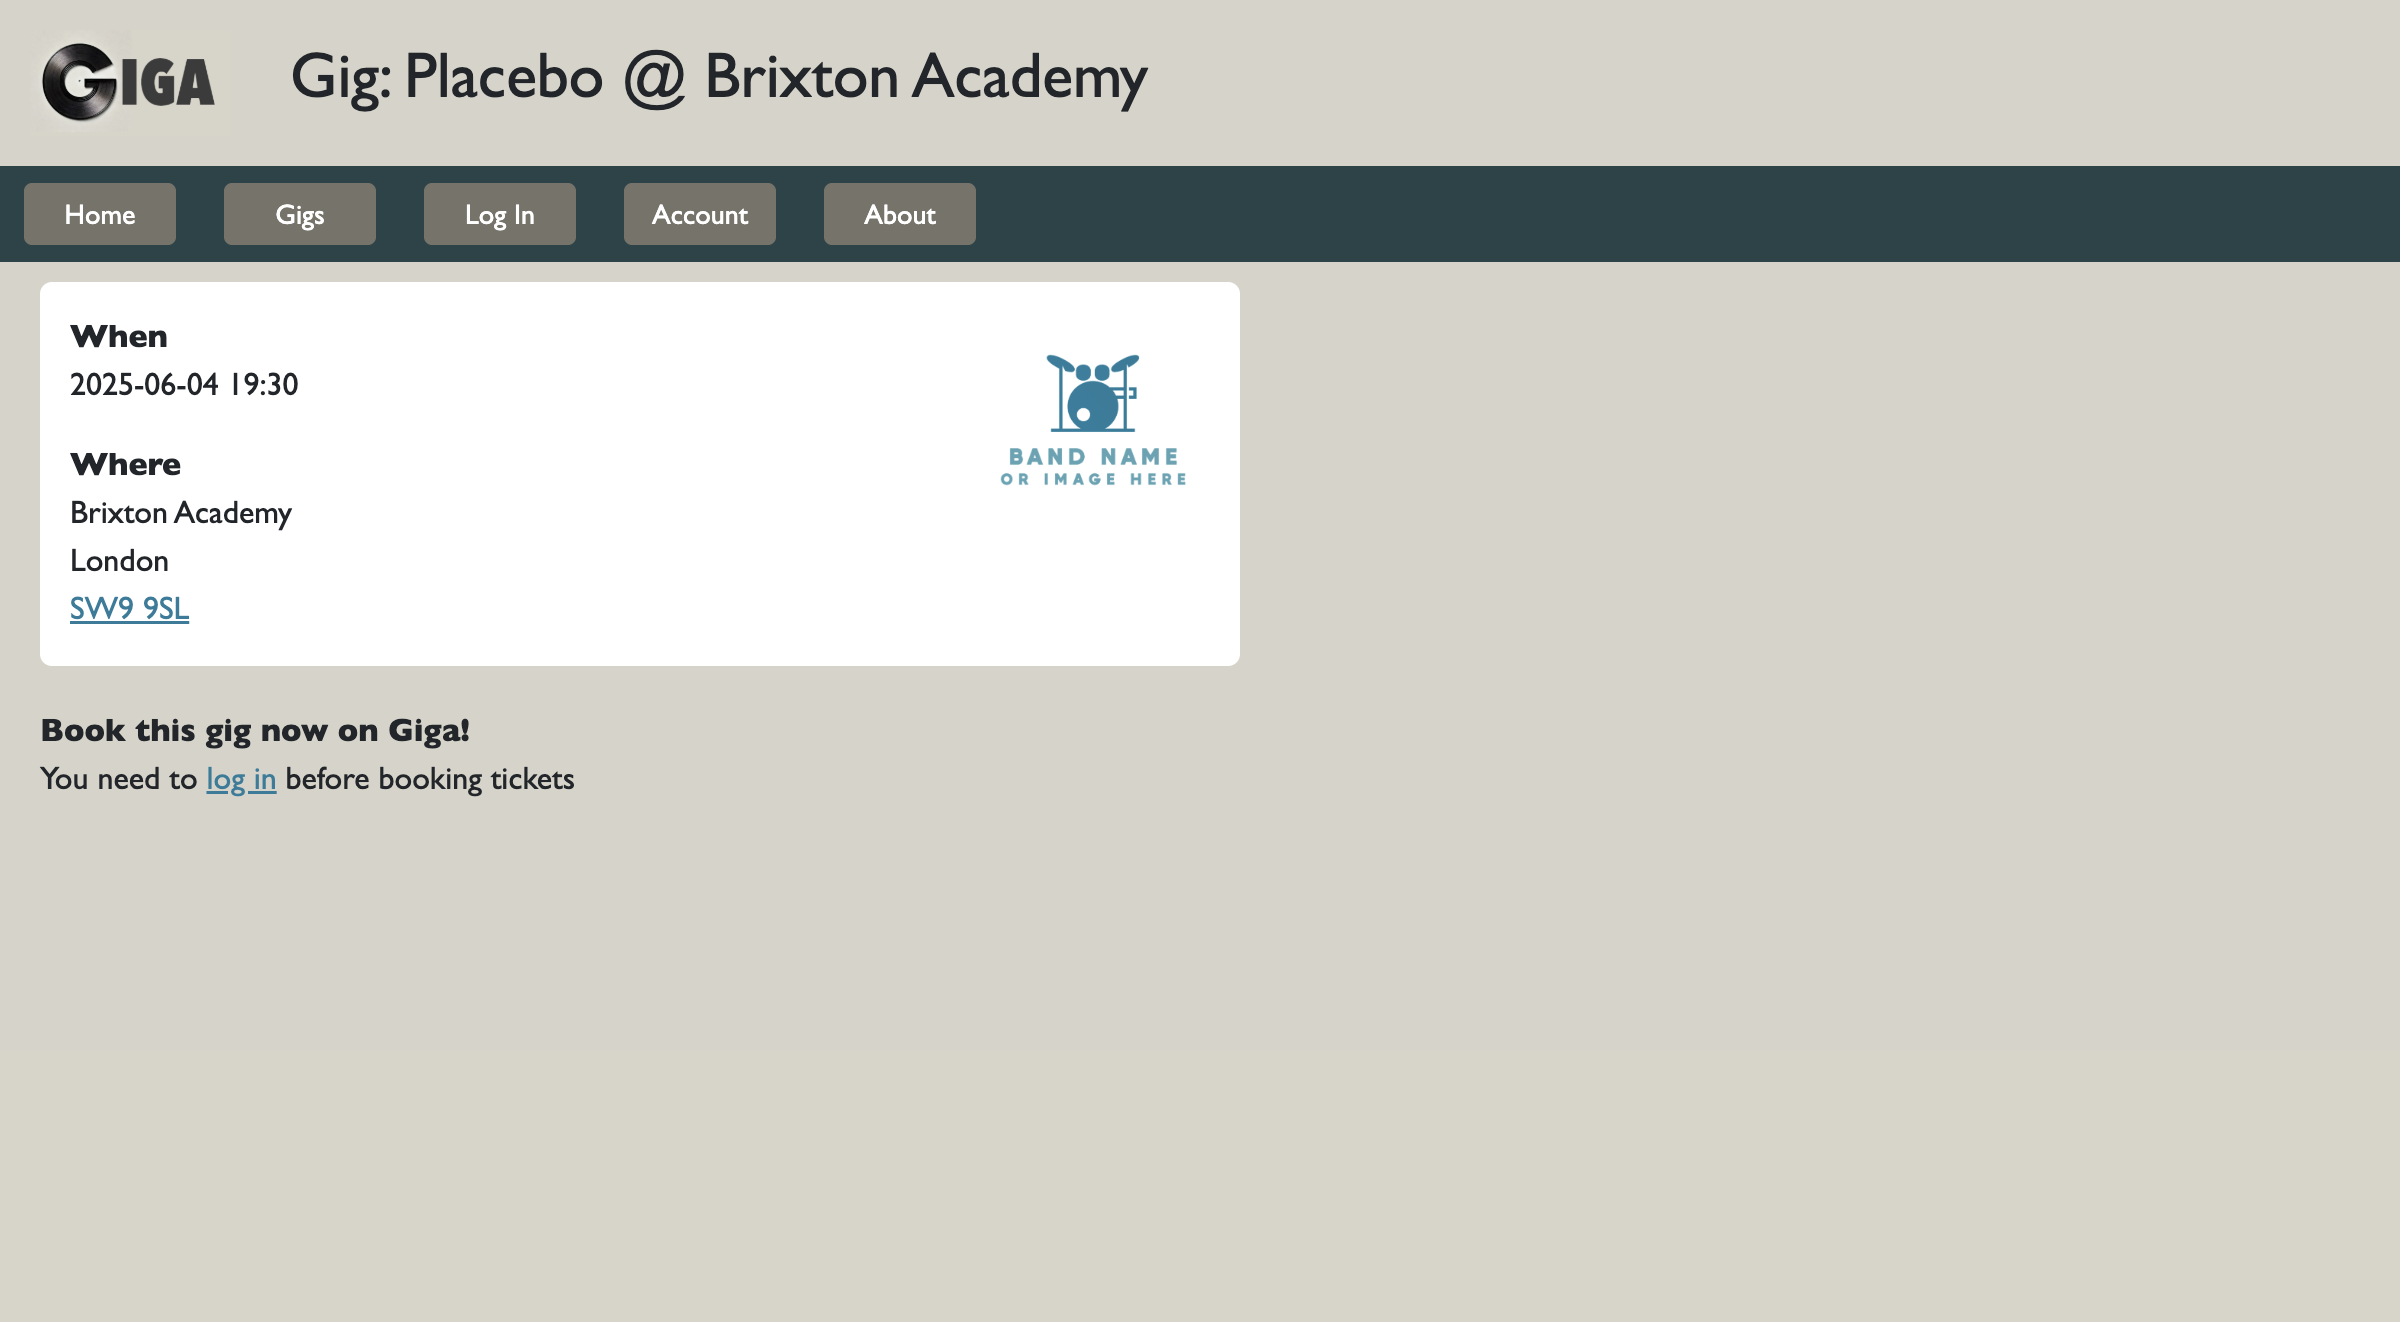 GIGA
Gig: Placebo @ Brixton Academy
Home
Gigs
Log In
Account
About
When
2025-06-04 19:30
BAND NAME
OR IMAGE HERE
Where
Brixton Academy
London
SW9 9SL
Book this gig now on Giga!
You need to log in before booking tickets